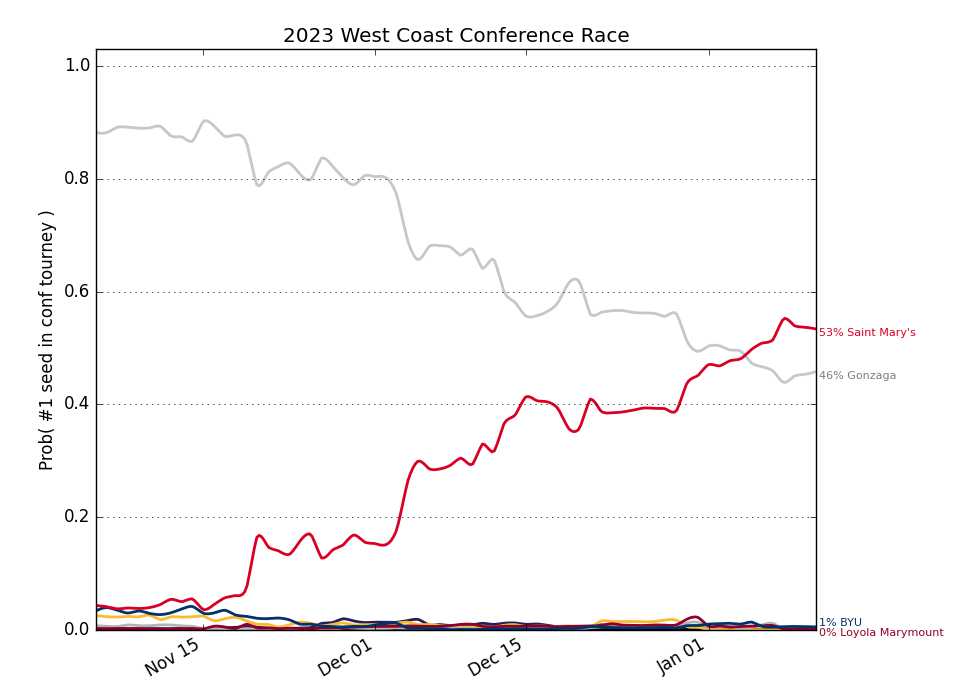 2023 West Coast Conference Race
Prob( #1 seed in conf tourney )
1.0
0.8
0.6
0.4
0.2
0.0
Nov 15
Dec 01
Dec 15
Jan 01
53% Saint Mary's
46% Gonzaga
1% BYU
0% Loyola Marymount